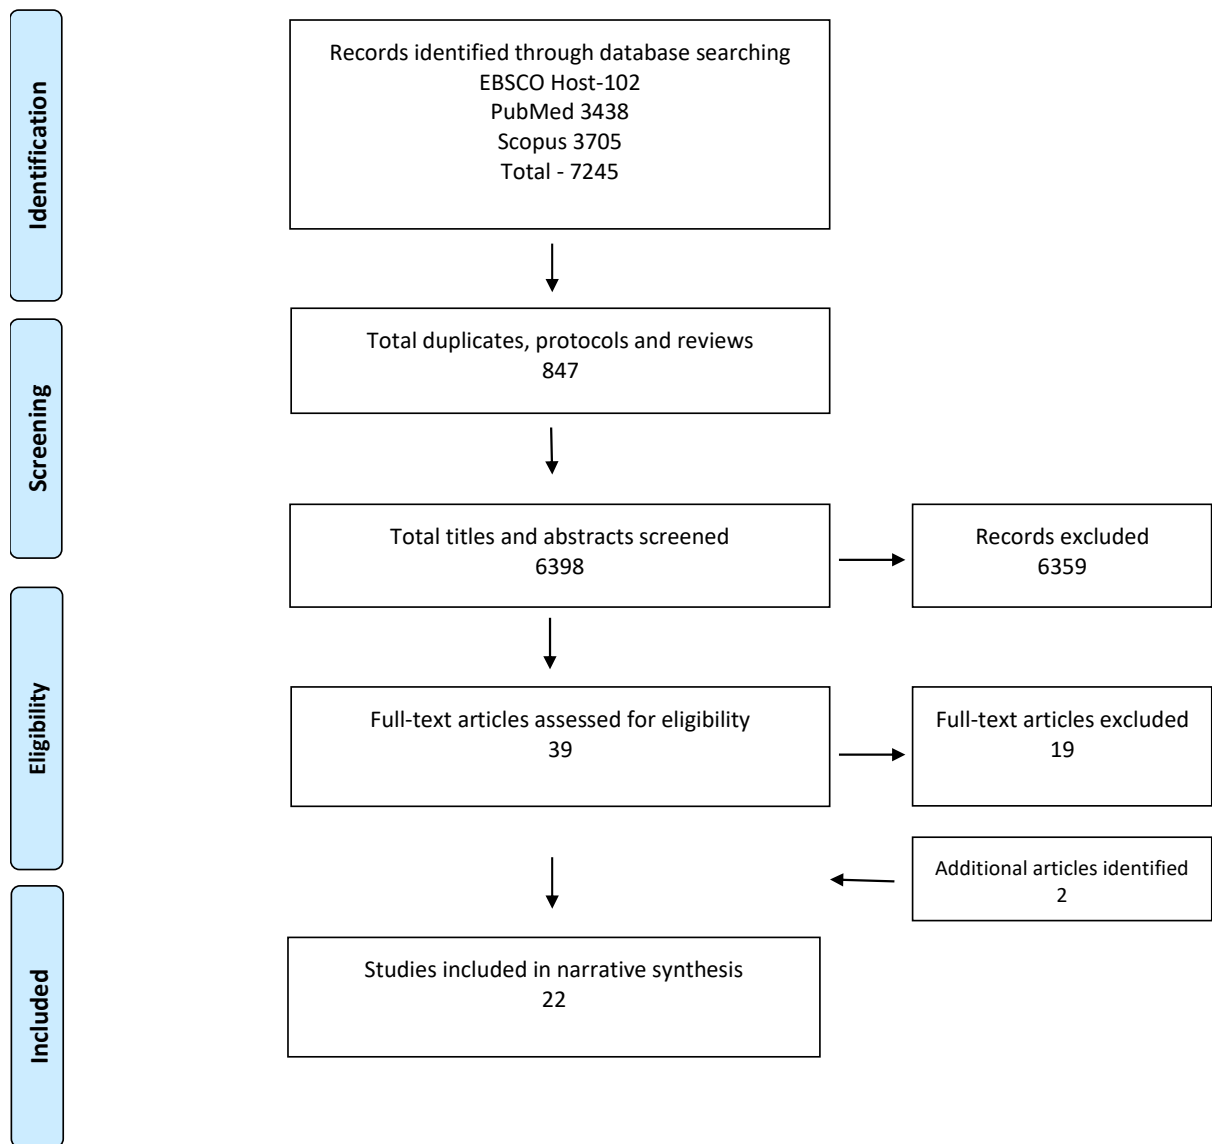 Identification
Records identified through database searching
EBSCO Host-102
PubMed 3438
Scopus 3705
Total - 7245
Screening
Total duplicates, protocols and reviews
847
Total titles and abstracts screened
6398
Records excluded
6359
Eligibility
Full-text articles assessed for eligibility
39
Full-text articles excluded
19
Additional articles identified
2
Included
Studies included in narrative synthesis
22